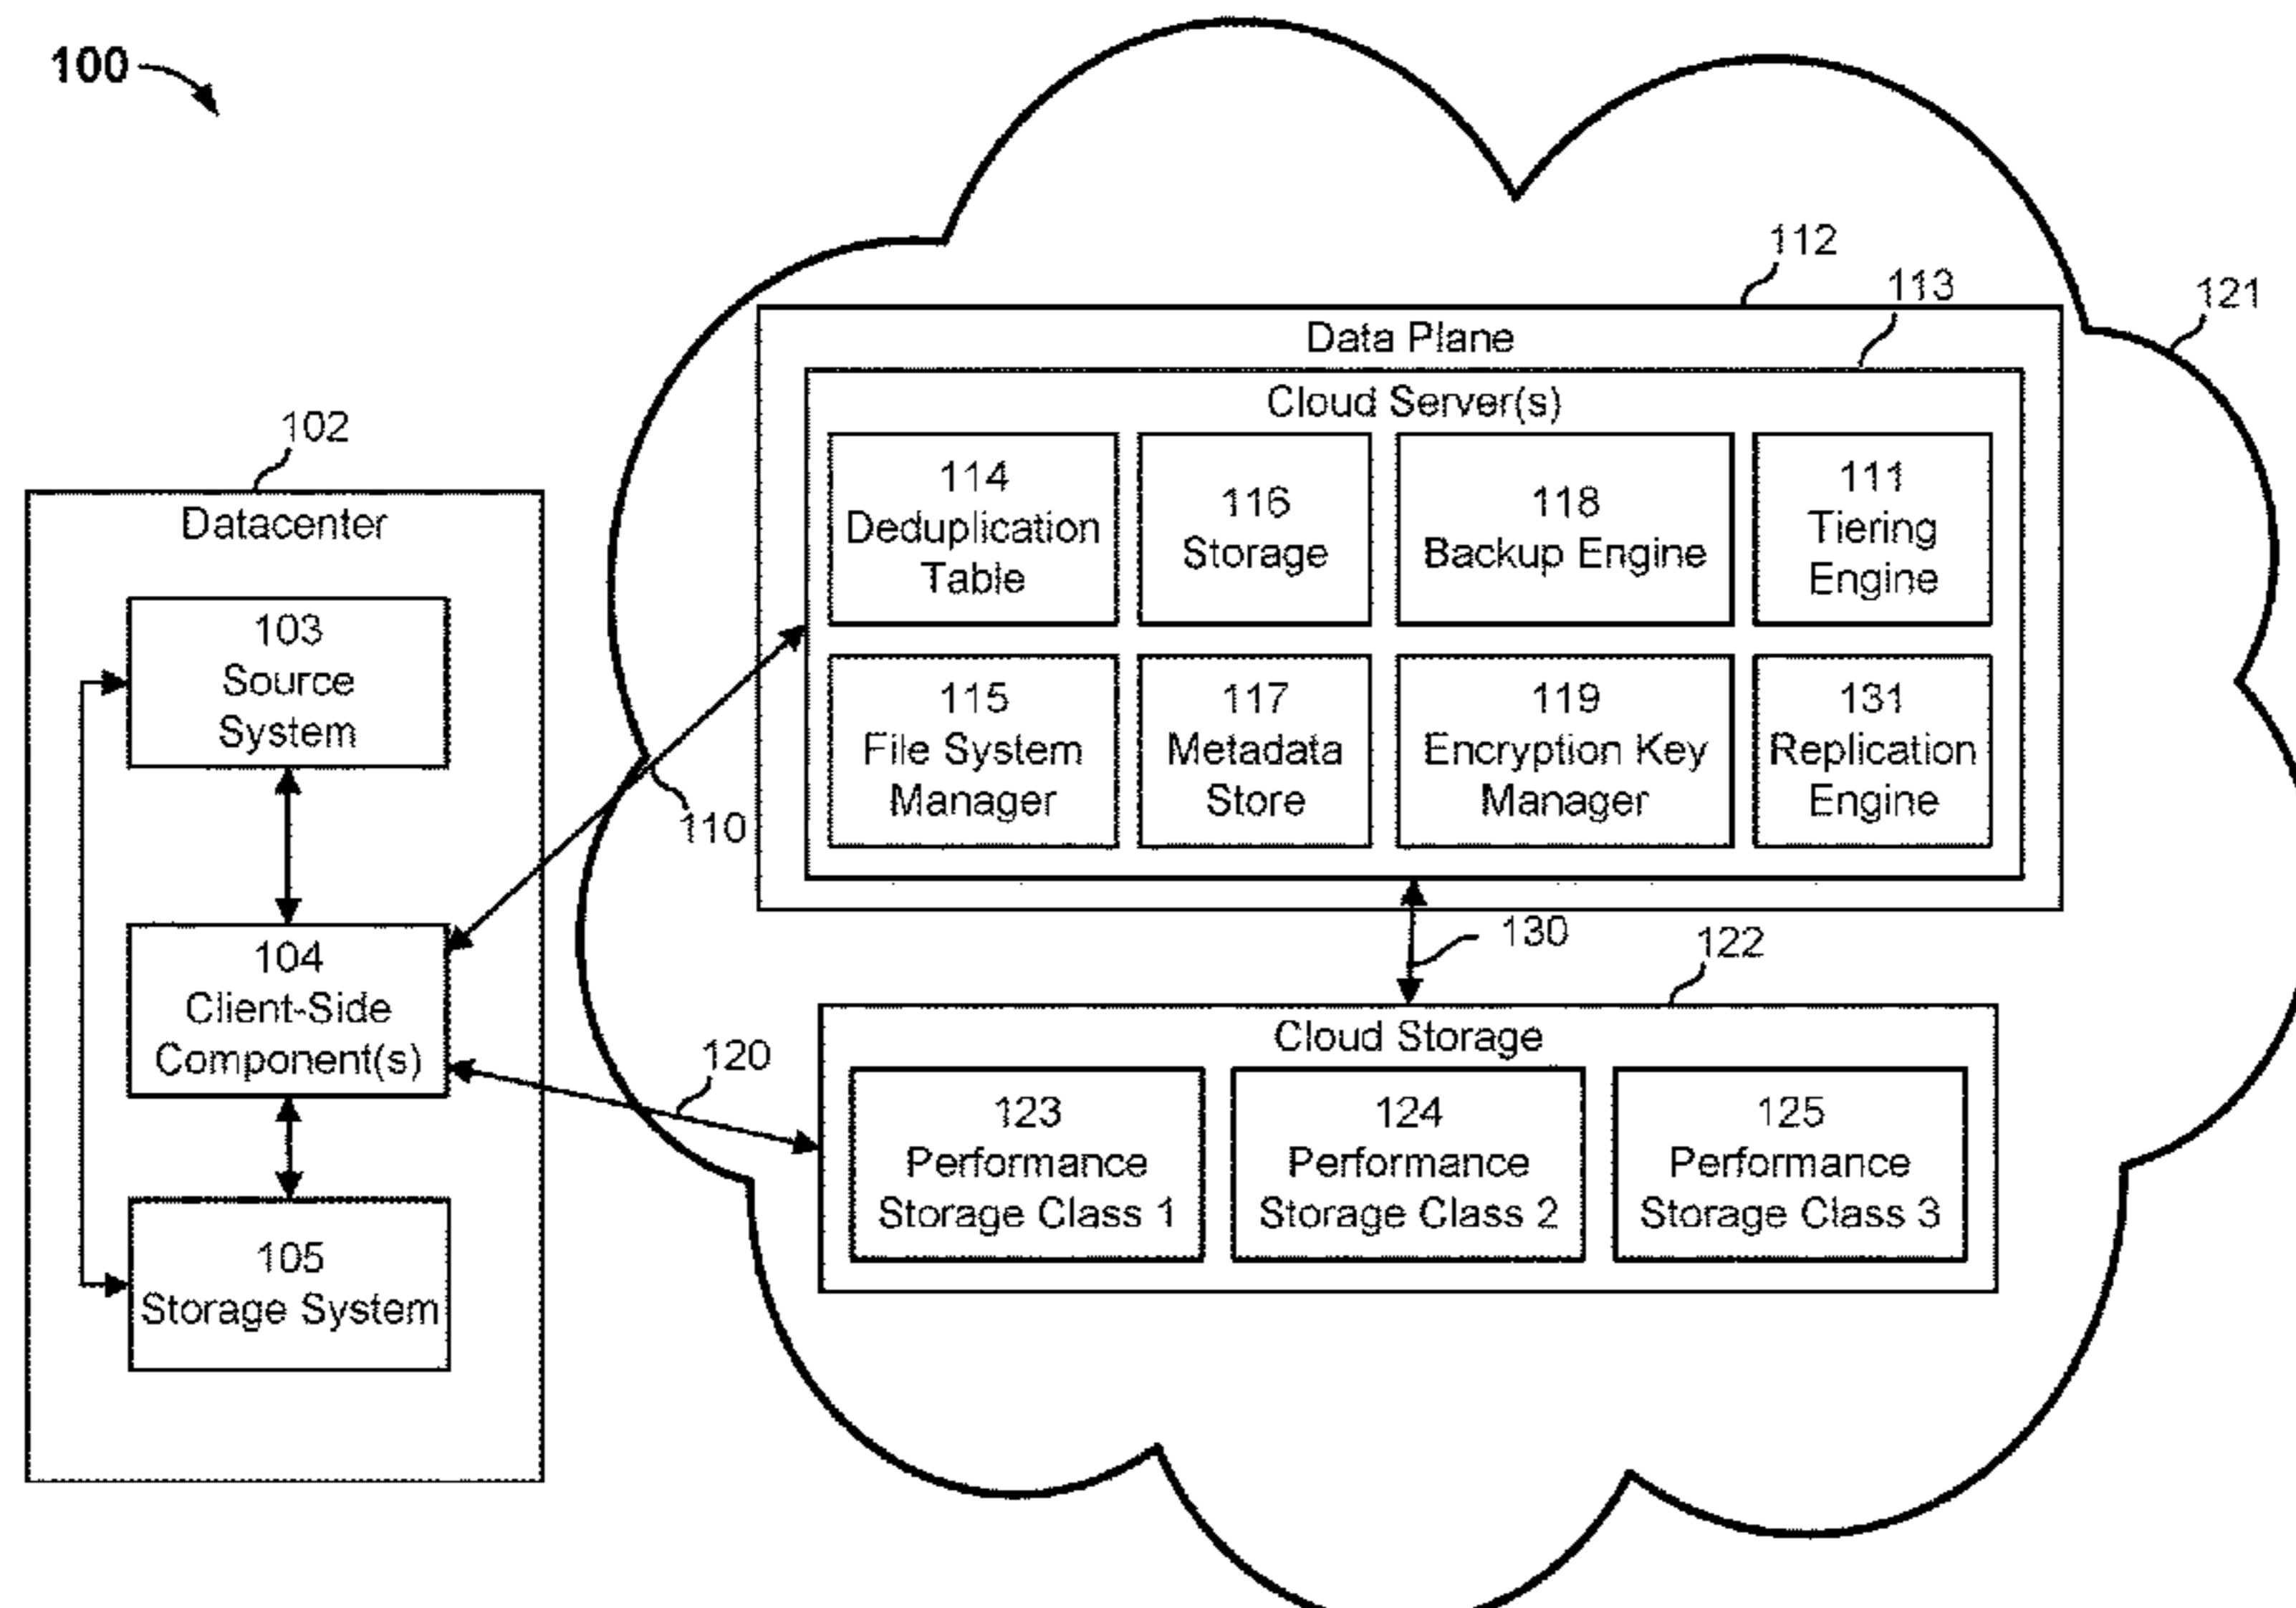 100
102
Datacenter
103
Source
System
104
Client-Side
Component(s)
105
Storage System
110
120
112
113
121
Data Plane
Cloud Server(s)
114
Deduplication
Table
116
Storage
118
Backup Engine
111
Tiering
Engine
115
File System
Manager
117
Metadata
Store
119
Encryption Key
Manager
131
Replication
Engine
130
122
Cloud Storage
123
Performance
Storage Class 1
124
Performance
Storage Class 2
125
Performance
Storage Class 3